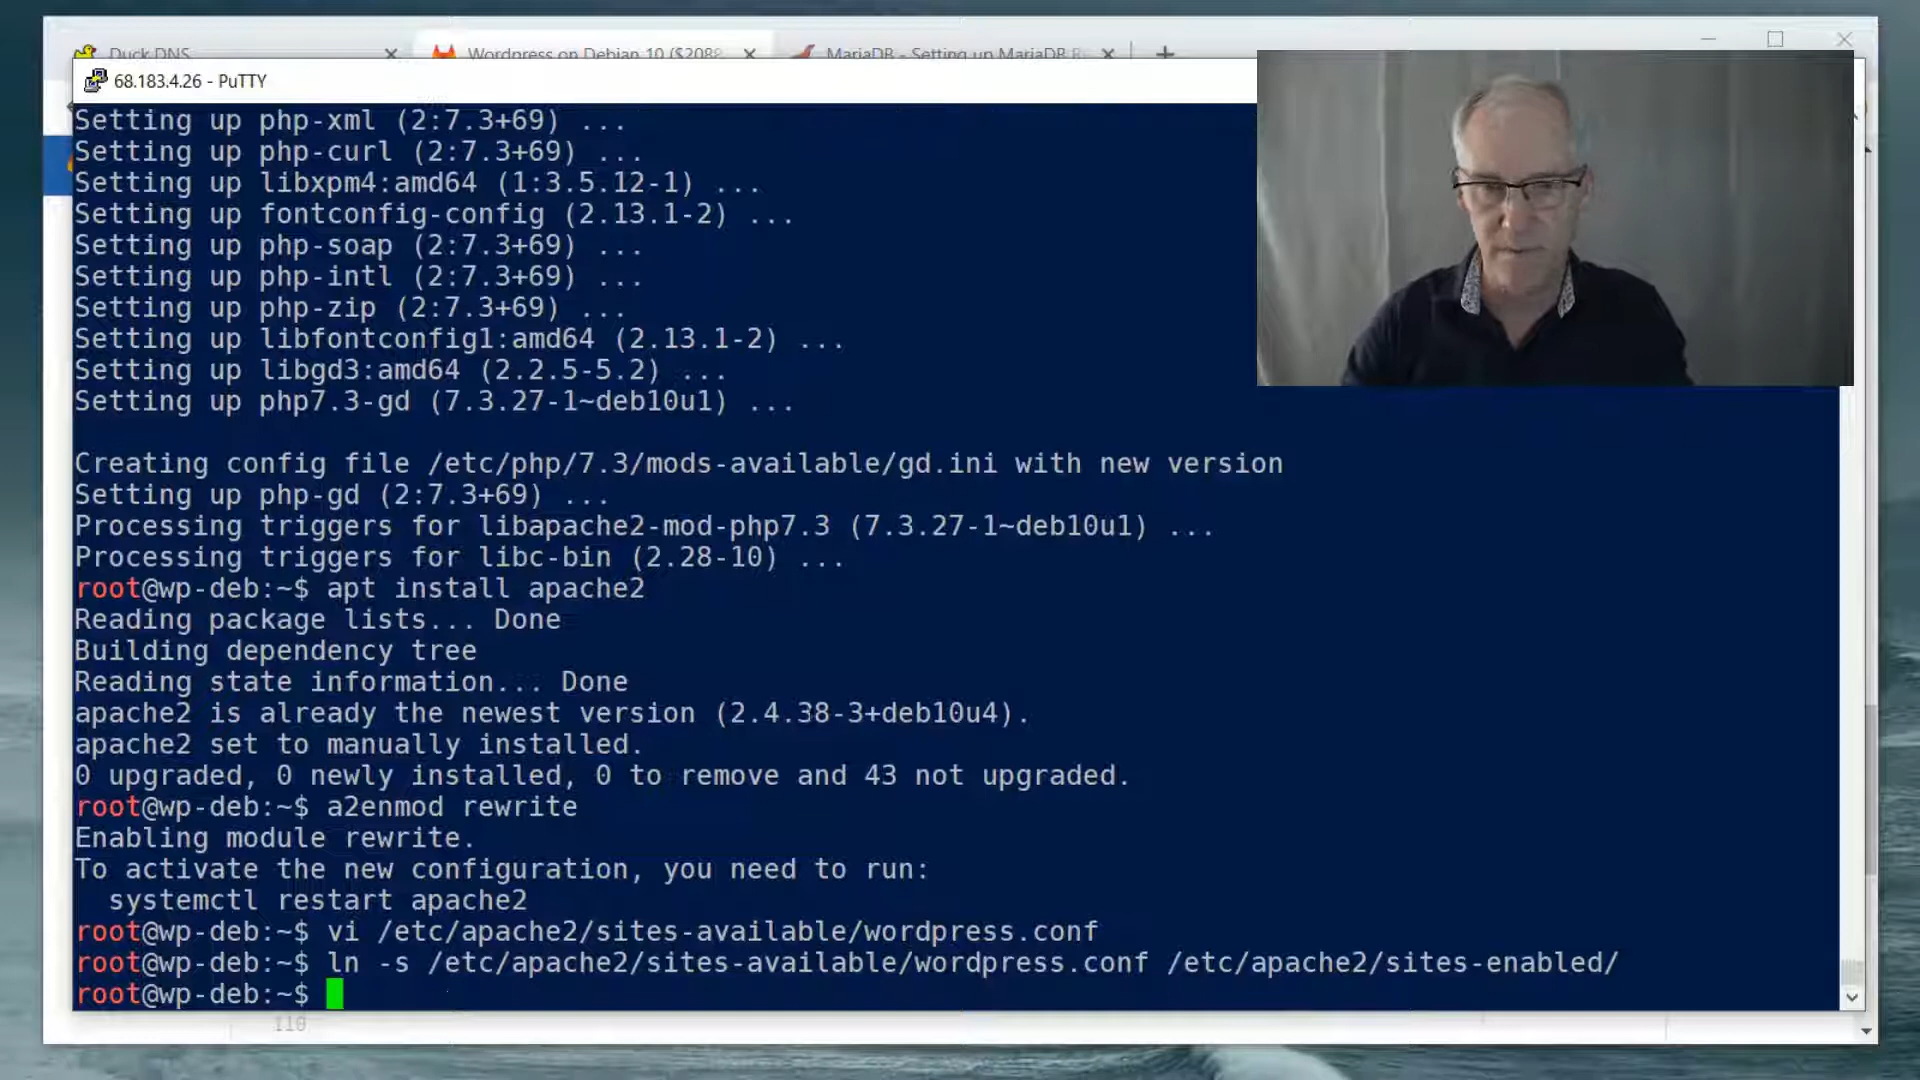 Duck DNS
Wordpress on Debian 10 ($2088
MariaDB - Setting up MariaDB R
68.183.4.26 - PuTTY
Setting up php-xml (2:7.3+69) ...
Setting up php-curl (2:7.3+69) ...
Setting up libxpm4:amd64 (1:3.5.12-1) ...
Setting up fontconfig-config (2.13.1-2) ...
Setting up php-soap (2:7.3+69) ...
Setting up php-intl (2:7.3+69) ...
Setting up php-zip (2:7.3+69) ...
Setting up libfontconfig1:amd64 (2.13.1-2) ...
Setting up libgd3:amd64 (2.2.5-5.2) ...
Setting up php7.3-gd (7.3.27-1~deb10u1) ...
Creating config file /etc/php/7.3/mods-available/gd.ini with new version
Setting up php-gd (2:7.3+69) ...
Processing triggers for libapache2-mod-php7.3 (7.3.27-1~deb10u1) ...
Processing triggers for libc-bin (2.28-10) ...
root@wp-deb:~$ apt install apache2
Reading package lists... Done
Building dependency tree
Reading state information... Done
apache2 is already the newest version (2.4.38-3+deb10u4).
apache2 set to manually installed.
0 upgraded, 0 newly installed, 0 to remove and 43 not upgraded.
root@wp-deb:~$ a2enmod rewrite
Enabling module rewrite.
To activate the new configuration, you need to run:
  systemctl restart apache2
root@wp-deb:~$ vi /etc/apache2/sites-available/wordpress.conf
root@wp-deb:~$ ln -s /etc/apache2/sites-available/wordpress.conf /etc/apache2/sites-enabled/
root@wp-deb:~$
110